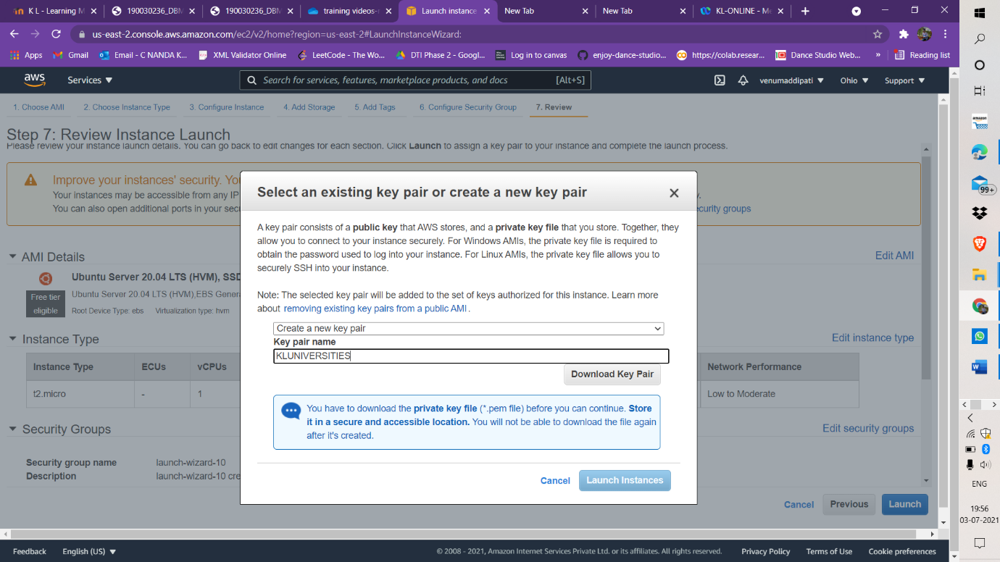 K L - Learning M
190030236_DBM
190030236_DBM
training videos-r
Launch instance
New Tab
New Tab
KL-ONLINE - Me
us-east-2.console.aws.amazon.com/ec2/v2/home?region=us-east-2#LaunchInstanceWizard:
Apps
Gmail
Email - C NANDA K...
XML Validator Online
LeetCode - The Wo...
DTI Phase 2 - Googl...
Log in to canvas
enjoy-dance-studio...
https://colab.resear...
Dance Studio Web...
»
Reading list
aws
Services
Search for services, features, marketplace products, and docs
[Alt+S]
venumaddipati
Ohio
Support
1. Choose AMI
2. Choose Instance Type
3. Configure Instance
4. Add Storage
5. Add Tags
6. Configure Security Group
7. Review
Step 7: Review Instance Launch
Please review your instance launch details. You can go back to edit changes for each section. Click Launch to assign a key pair to your instance and complete the launch process.
Improve your instances' security. Yo
Your instances may be accessible from any IP
y.
You can also open additional ports in your secu
ecurity groups
Select an existing key pair or create a new key pair
A key pair consists of a public key that AWS stores, and a private key file that you store. Together, they
allow you to connect to your instance securely. For Windows AMIs, the private key file is required to
obtain the password used to log into your instance. For Linux AMIs, the private key file allows you to
securely SSH into your instance.
Note: The selected key pair will be added to the set of keys authorized for this instance. Learn more
about removing existing key pairs from a public AMI.
Create a new key pair
Key pair name
KLUNIVERSITIES
Download Key Pair
You have to download the private key file (*.pem file) before you can continue. Store
it in a secure and accessible location. You will not be able to download the file again
after it's created.
Cancel
Launch Instances
AMI Details
Edit AMI
Ubuntu Server 20.04 LTS (HVM), SSD
Free tier
eligible
Ubuntu Server 20.04 LTS (HVM),EBS Genera
Root Device Type: ebs
Virtualization type: hvm
Instance Type
Edit instance type
Instance Type
ECUs
vCPUs
Network Performance
t2.micro
-
1
Low to Moderate
Security Groups
Edit security groups
Security group name
launch-wizard-10
Description
launch-wizard-10 cre
Cancel
Previous
Launch
Feedback
English (US)
© 2008 - 2021, Amazon Internet Services Private Ltd. or its affiliates. All rights reserved.
Privacy Policy
Terms of Use
Cookie preferences
amazon
99+
ENG
19:56
03-07-2021